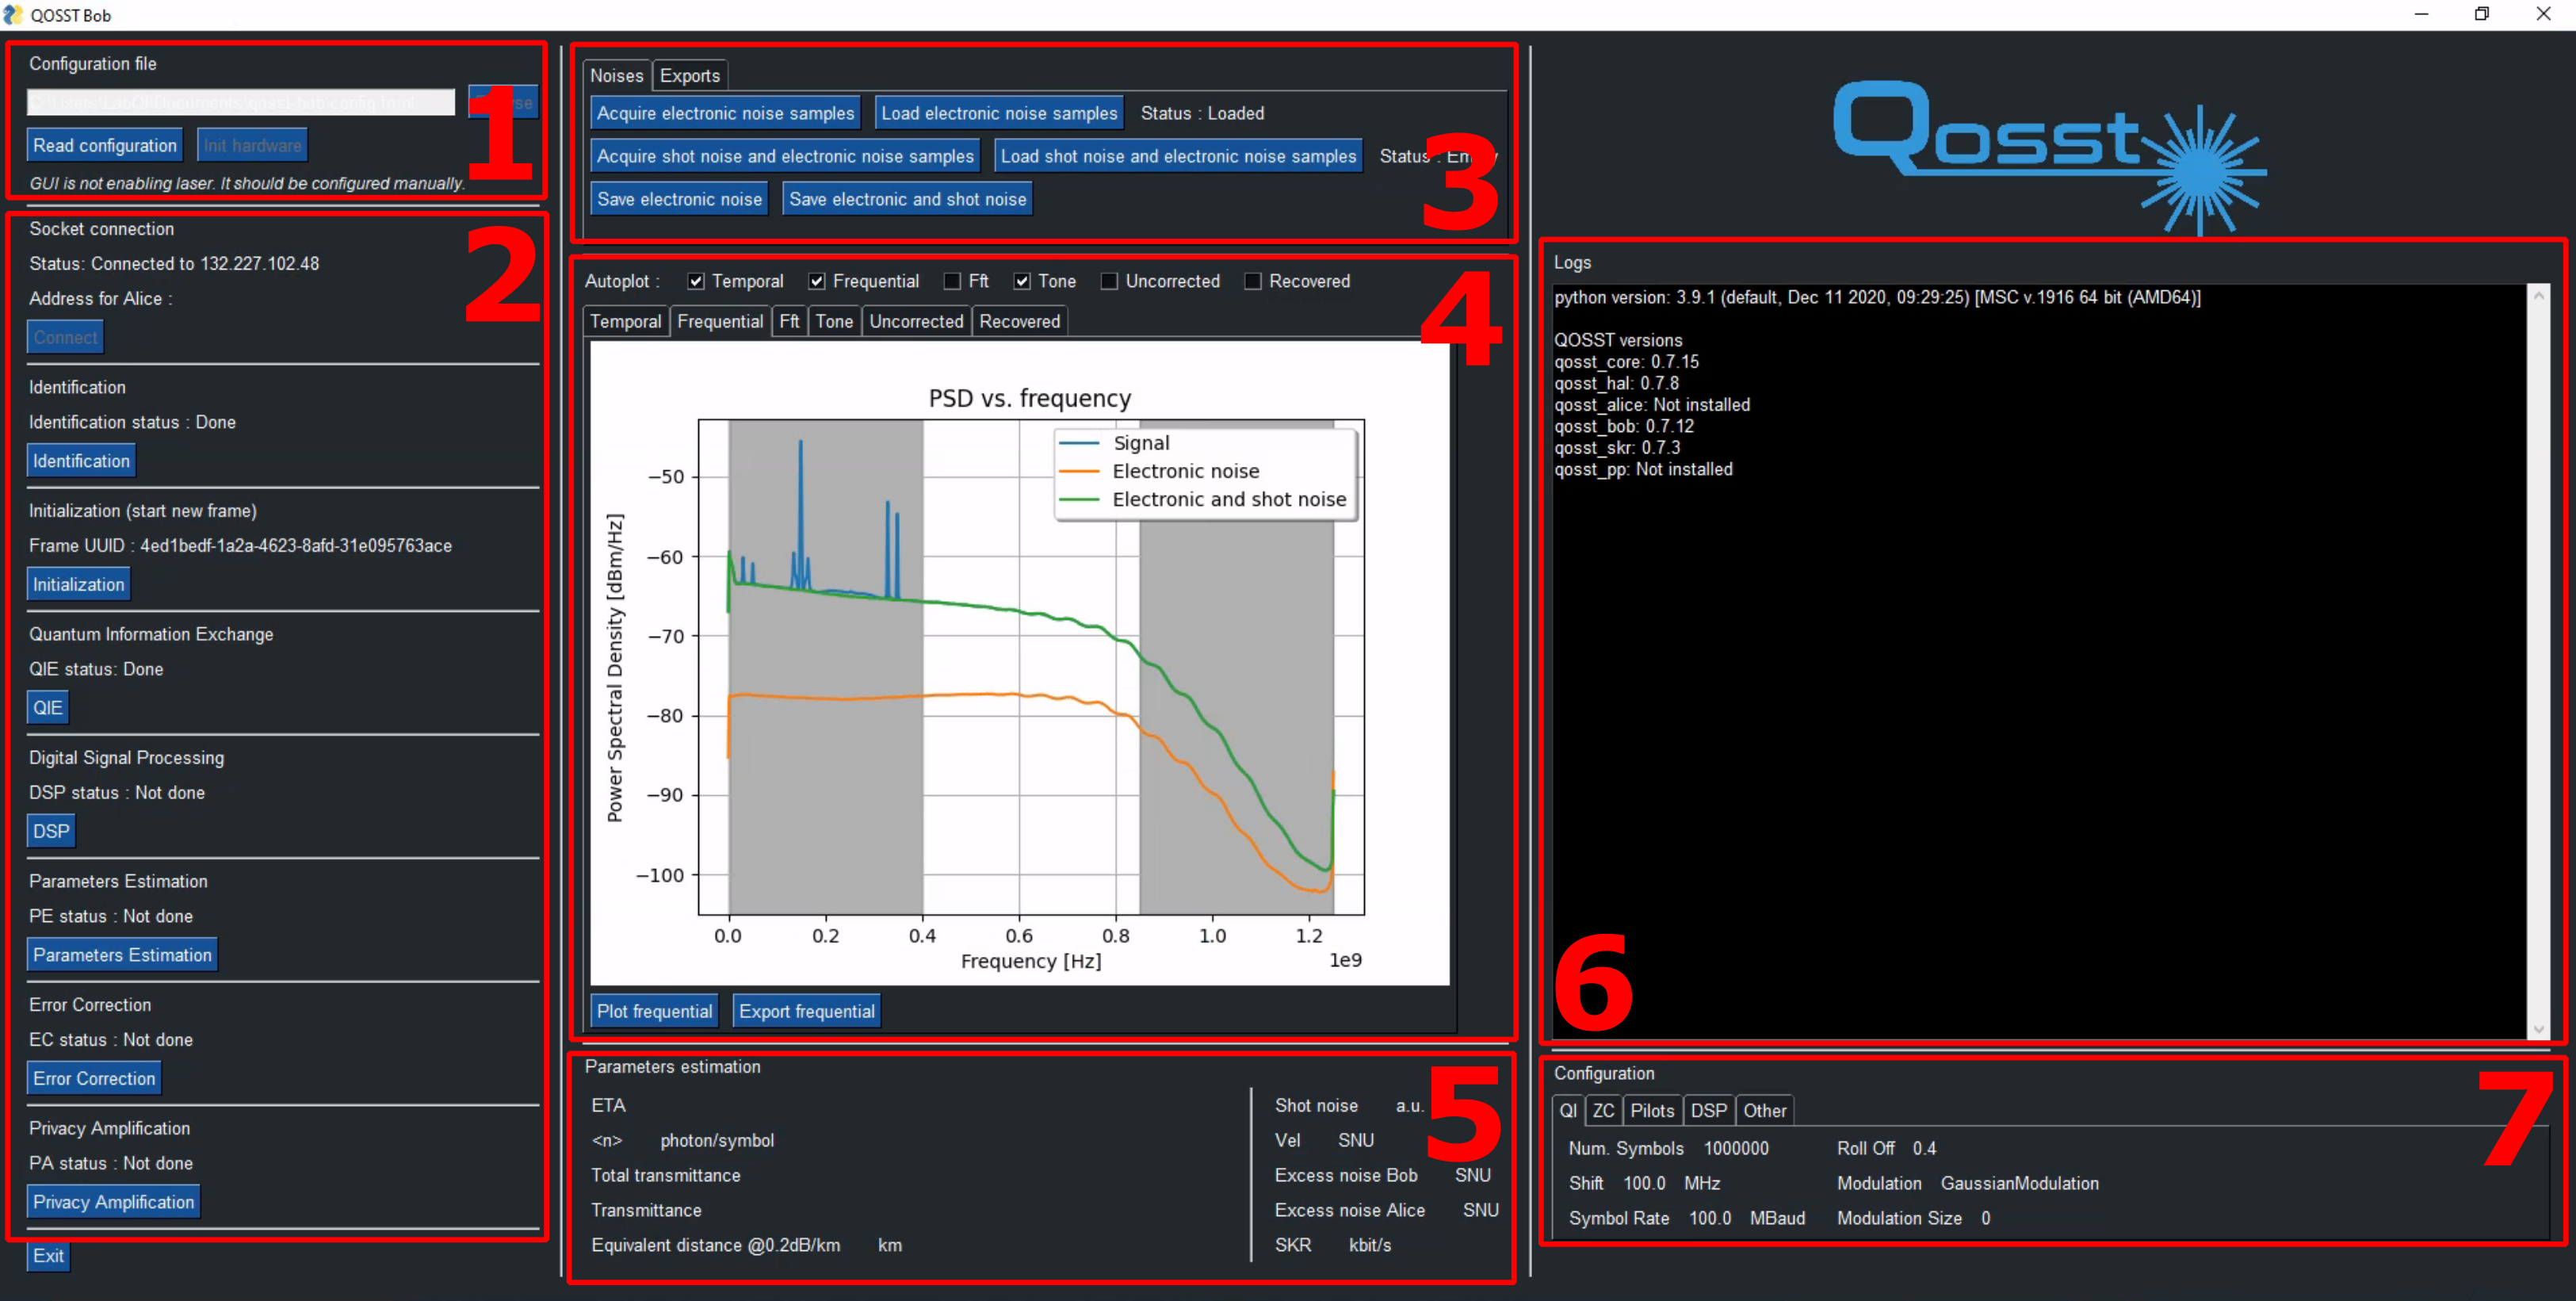 QOSST Bob
Configuration file
Read configuration Init hardware
GUI is not enabling laser. It should be configured manually.
1
Socket connection
Status: Connected to 132.227.102.48
Address for Alice :
Connect
2
Identification
Identification status : Done
Identification
Initialization (start new frame)
Frame UUID : 4ed1bedf-1a2a-4623-8afd-31e095763ace
Initialization
Quantum Information Exchange
QIE status: Done
QIE
Digital Signal Processing
DSP status : Not done
DSP
Parameters Estimation
PE status : Not done
Parameters Estimation
Error Correction
EC status : Not done
Error Correction
Privacy Amplification
PA status : Not done
Privacy Amplification
Exit
Noises Exports
Acquire electronic noise samples Load electronic noise samples Status : Loaded
Acquire shot noise and electronic noise samples Load shot noise and electronic noise samples Status :
Save electronic noise Save electronic and shot noise
3
Autoplot : Temporal Frequential Fft Tone Uncorrected Recovered
Temporal Frequential Fft Tone Uncorrected Recovered
4
PSD vs. frequency
Signal
Electronic noise
Electronic and shot noise
Power Spectral Density [dBm/Hz]
−50
−60
−70
−80
−90
−100
0.0 0.2 0.4 0.6 0.8 1.0 1.2
Frequency [Hz] 1e9
Plot frequential Export frequential
Parameters estimation
ETA
<n> photon/symbol
Total transmittance
Transmittance
Equivalent distance @0.2dB/km km
Shot noise a.u.
Vel SNU
Excess noise Bob SNU
Excess noise Alice SNU
SKR kbit/s
5
Qosst
Logs
python version: 3.9.1 (default, Dec 11 2020, 09:29:25) [MSC v.1916 64 bit (AMD64)]
QOSST versions
qosst_core: 0.7.15
qosst_hal: 0.7.8
qosst_alice: Not installed
qosst_bob: 0.7.12
qosst_skr: 0.7.3
qosst_pp: Not installed
6
Configuration
QI ZC Pilots DSP Other
Num. Symbols 1000000 Roll Off 0.4
Shift 100.0 MHz Modulation GaussianModulation
Symbol Rate 100.0 MBaud Modulation Size 0
7